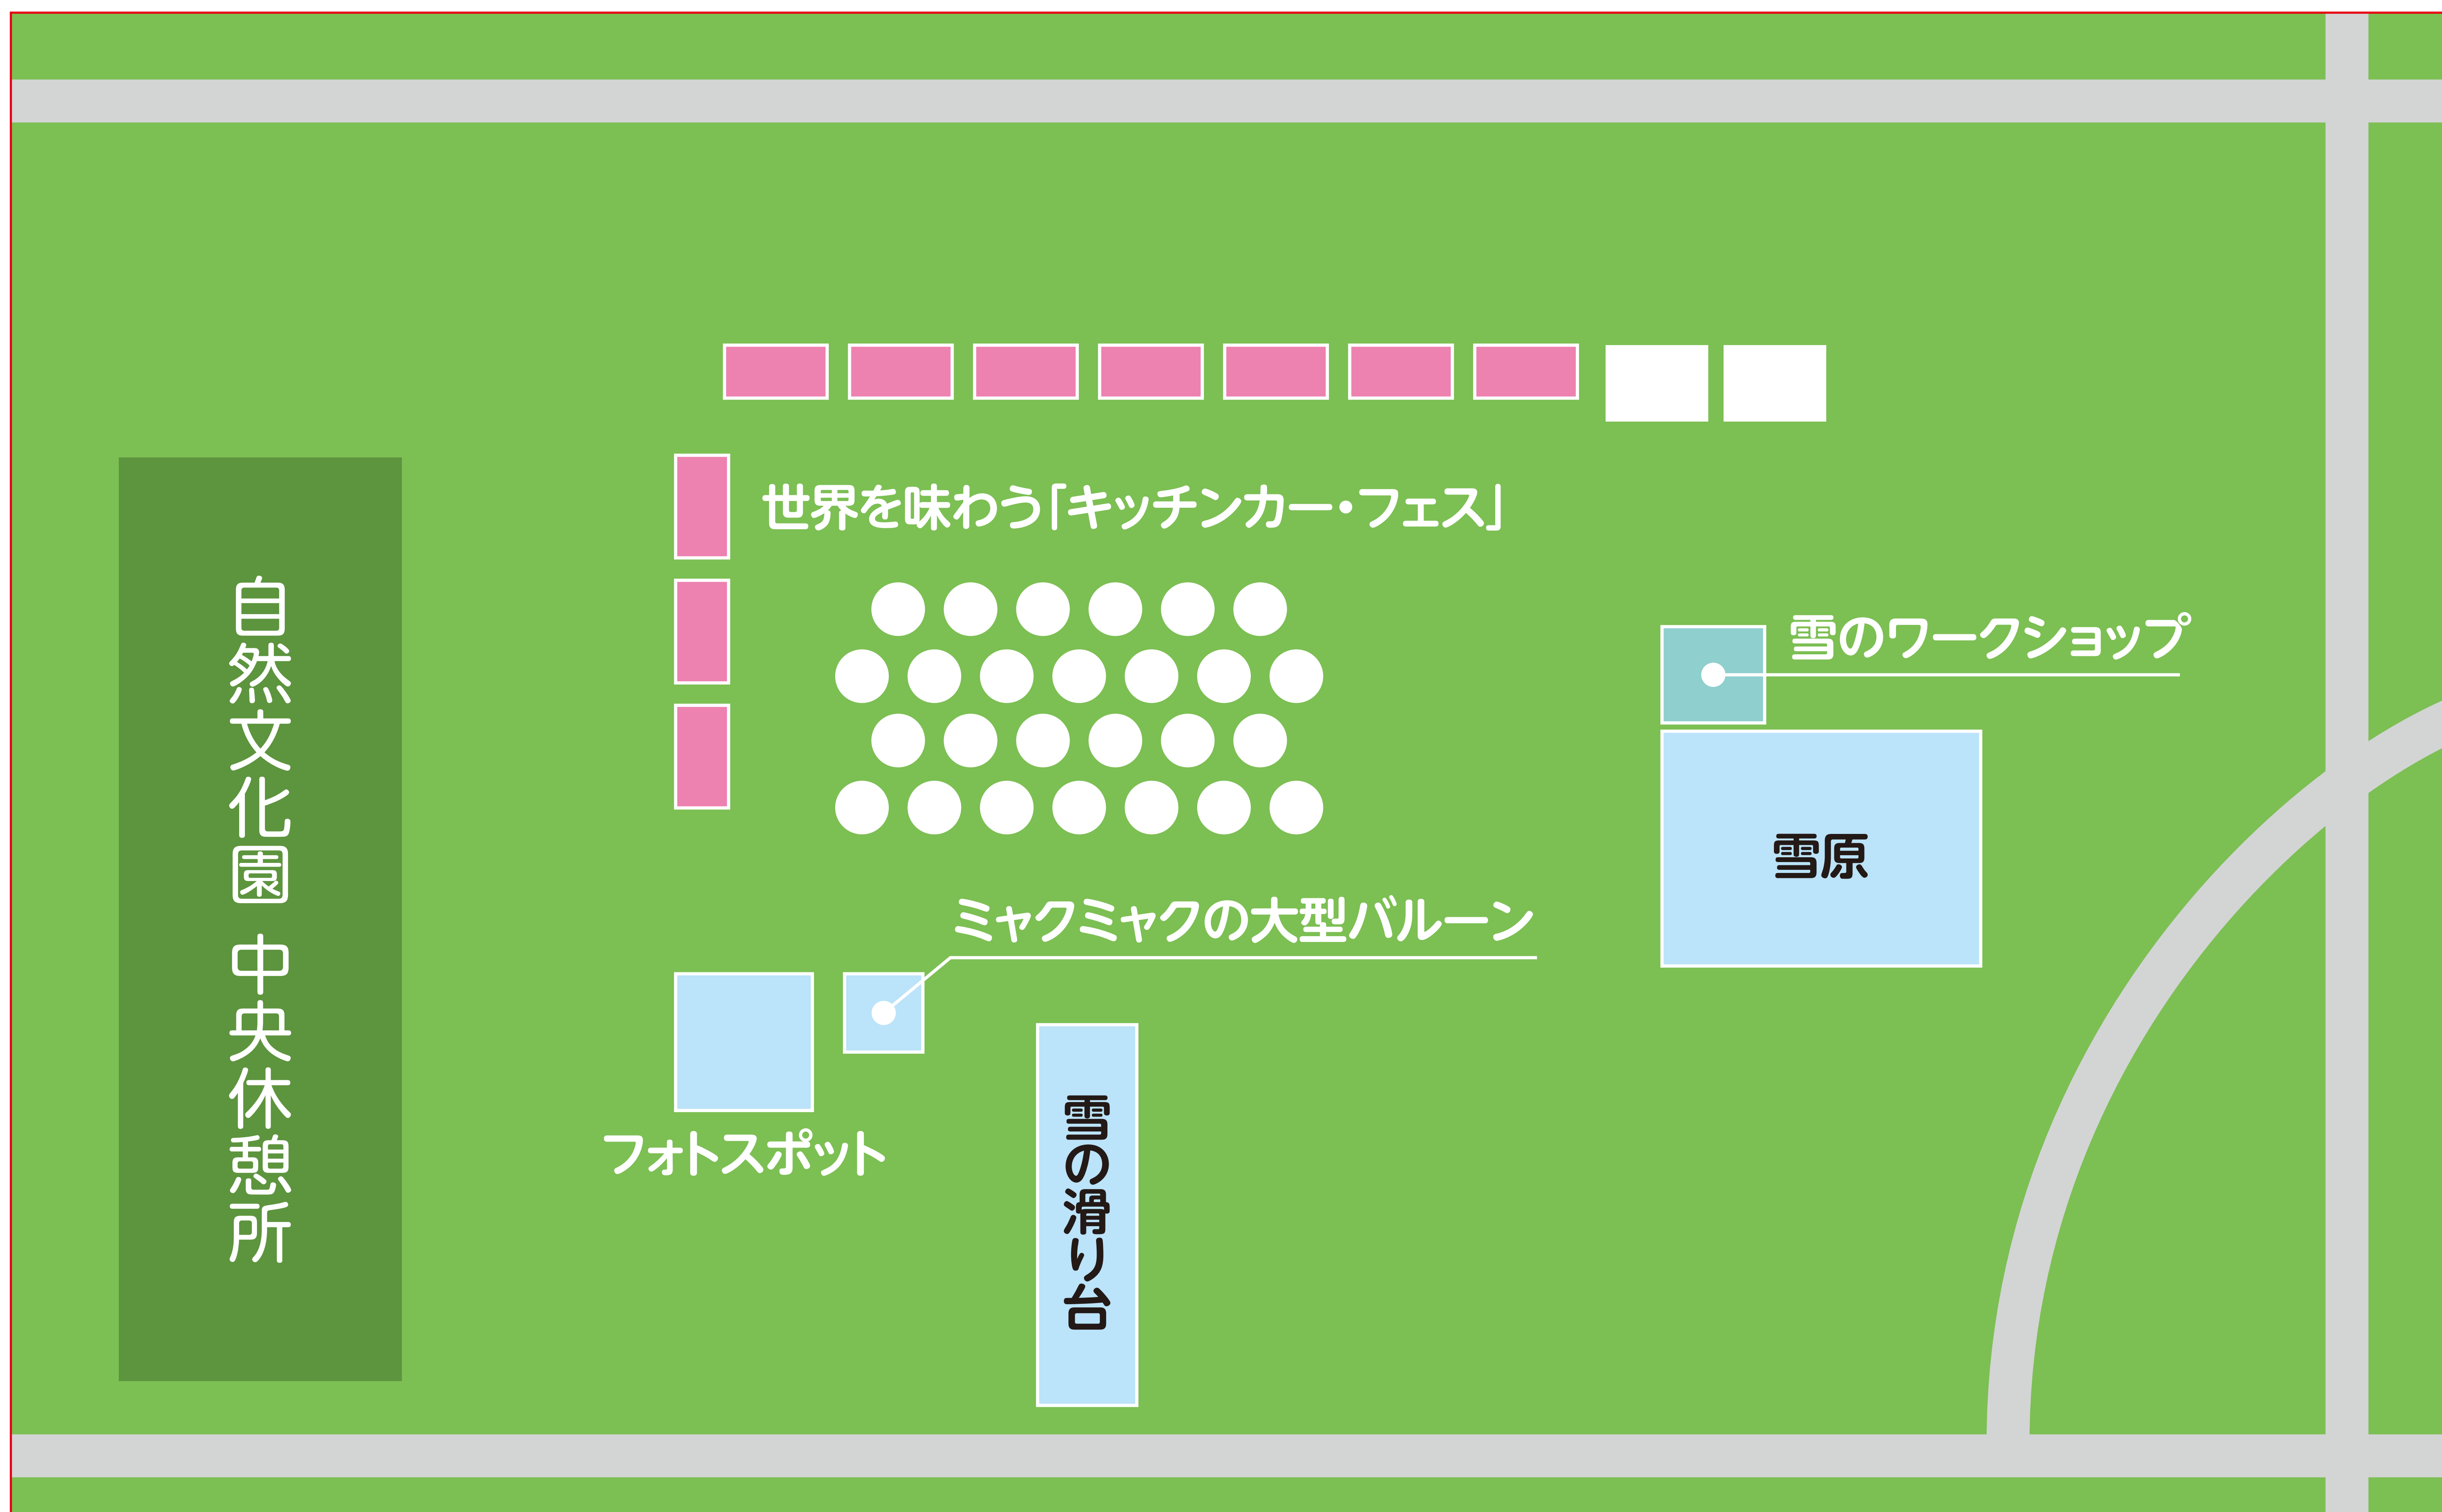 世界を味わう「キッチンカー・フェス」
自然文化園 中央休憩所
雪のワークショップ
雪原
ミャクミャクの大型バルーン
フォトスポット
雪の滑り台